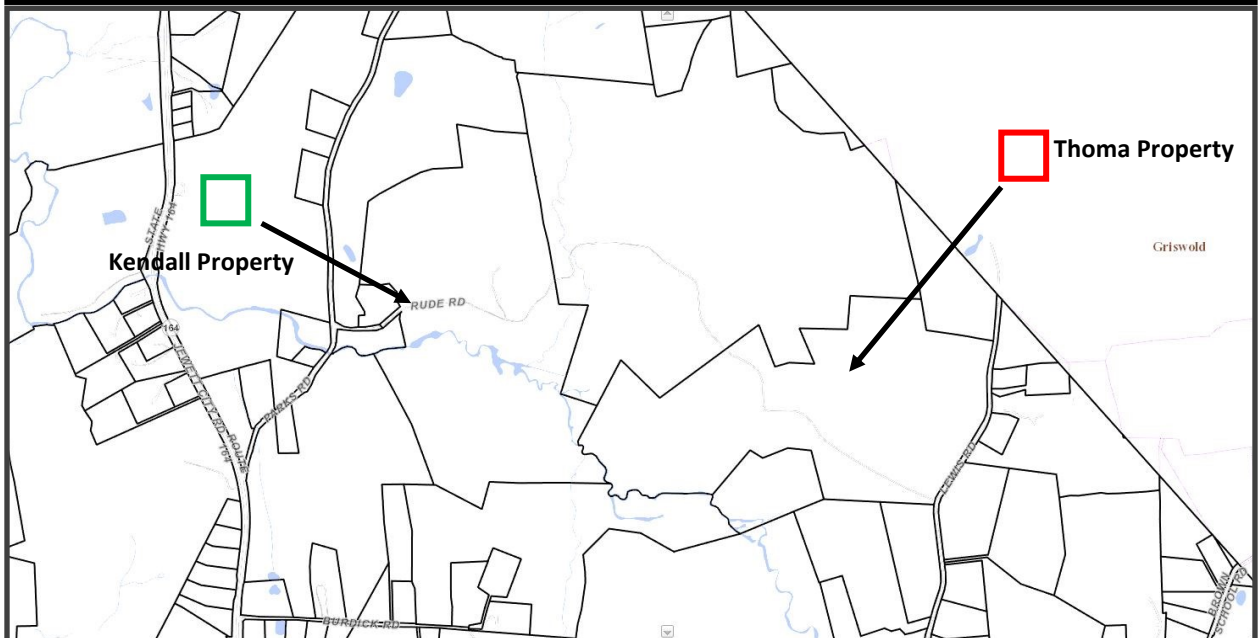 Thoma Property
STATE
HWY 164
Griswold
Kendall Property
RUDE RD
164
JEWETT CITY RD
ROUTE
164
PARKS RD
LEWIS RD
BURDICK RD
BROWN
SCHOOL RD